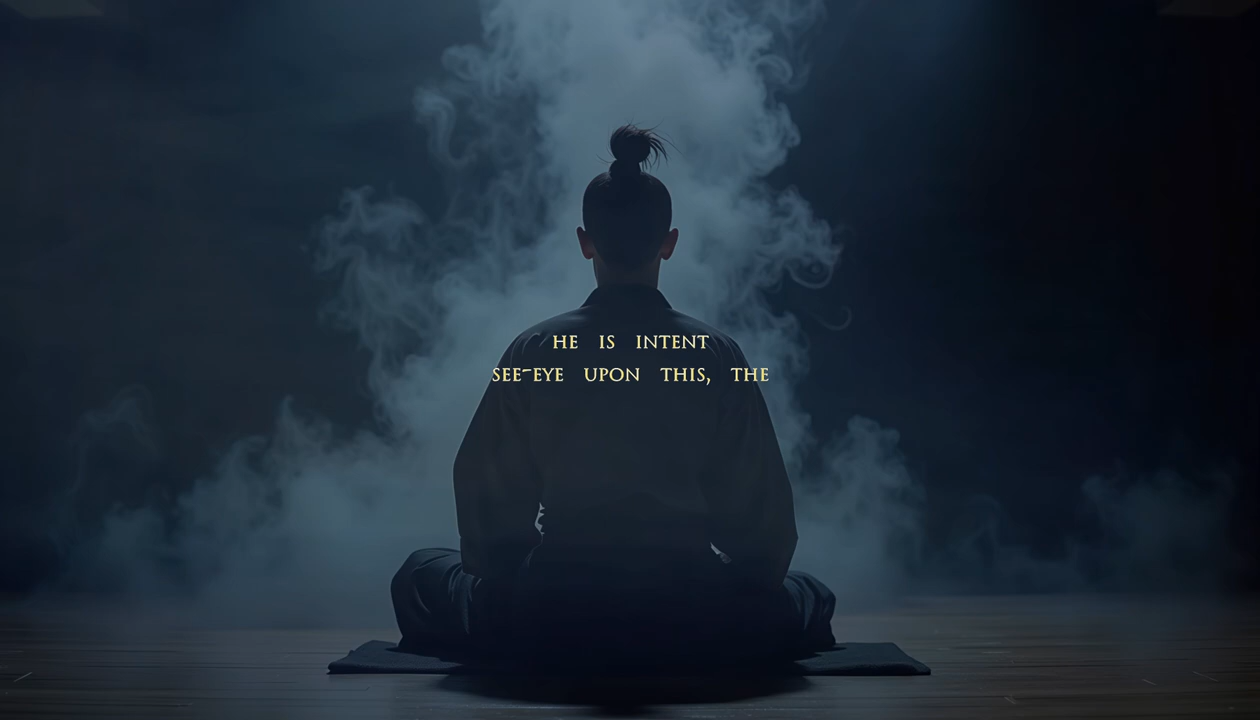 HE IS INTENT
SEE-EYE UPON THIS, THE